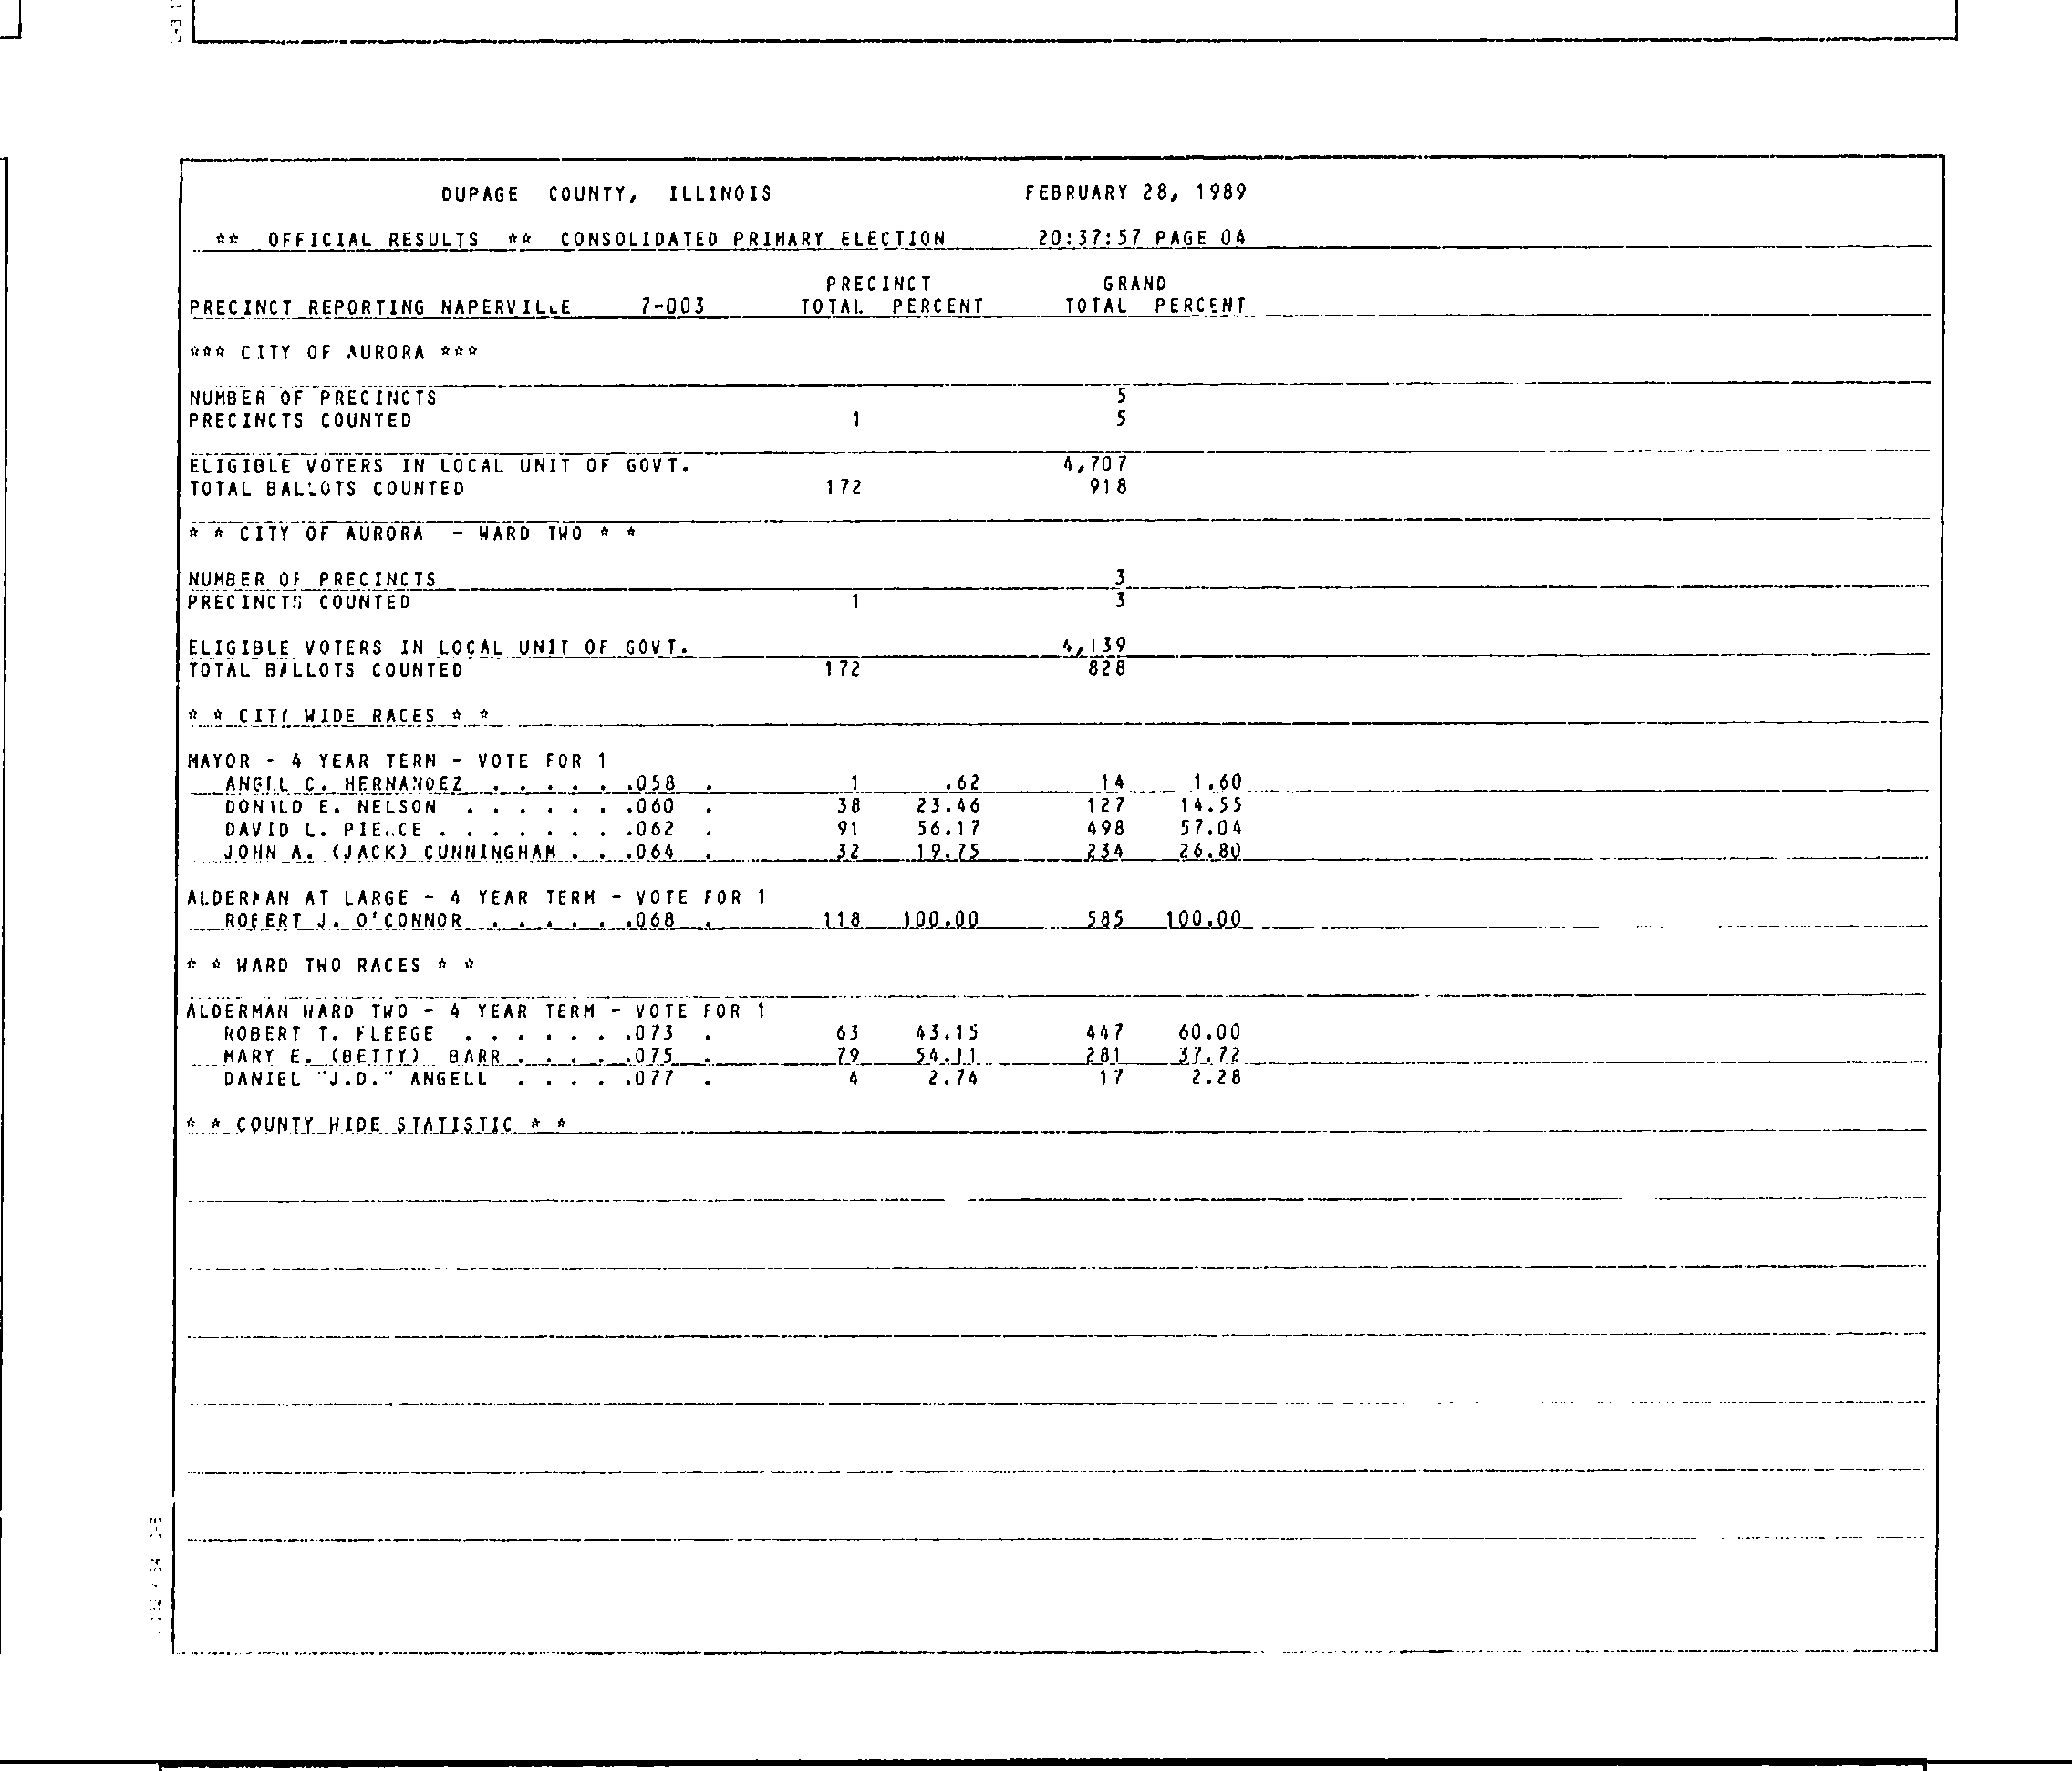 DUPAGE COUNTY, ILLINOIS FEBRUARY 28, 1989
** OFFICIAL RESULTS ** CONSOLIDATED PRIMARY ELECTION 20:37:57 PAGE 04
PRECINCT GRAND
PRECINCT REPORTING NAPERVILLE 7-003 TOTAL PERCENT TOTAL PERCENT
*** CITY OF AURORA ***
NUMBER OF PRECINCTS 5
PRECINCTS COUNTED 1 5
ELIGIBLE VOTERS IN LOCAL UNIT OF GOVT. 4,707
TOTAL BALLOTS COUNTED 172 918
* * CITY OF AURORA - WARD TWO * *
NUMBER OF PRECINCTS 3
PRECINCTS COUNTED 1 3
ELIGIBLE VOTERS IN LOCAL UNIT OF GOVT. 4,139
TOTAL BALLOTS COUNTED 172 828
* * CITY WIDE RACES * *
MAYOR - 4 YEAR TERM - VOTE FOR 1
ANGEL C. HERNANDEZ . . . . . .058 . 1 .62 14 1.60
DONALD E. NELSON . . . . . . .060 . 38 23.46 127 14.55
DAVID L. PIERCE . . . . . . . .062 . 91 56.17 498 57.04
JOHN A. (JACK) CUNNINGHAM . . .064 . 32 19.75 234 26.80
ALDERMAN AT LARGE - 4 YEAR TERM - VOTE FOR 1
ROBERT J. O'CONNOR . . . . . .068 . 118 100.00 585 100.00
* * WARD TWO RACES * *
ALDERMAN WARD TWO - 4 YEAR TERM - VOTE FOR 1
ROBERT T. FLEEGE . . . . . . .073 . 63 43.15 447 60.00
MARY E. (BETTY) BARR . . . . .075 . 79 54.11 281 37.72
DANIEL "J.D." ANGELL . . . . .077 . 4 2.74 17 2.28
* * COUNTY WIDE STATISTIC * *